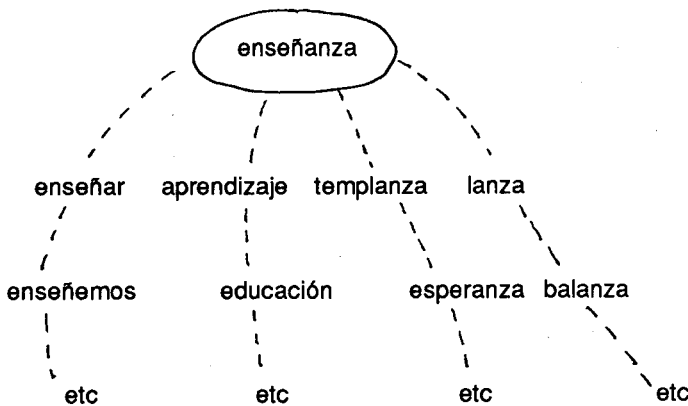 enseñanza
enseñar aprendizaje templanza lanza
enseñemos educación esperanza balanza
etc etc etc etc